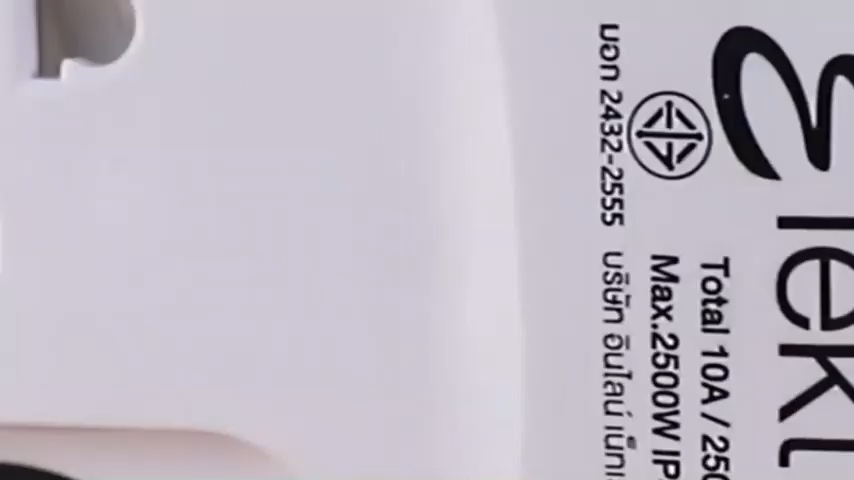 elekt
Total 10A / 250
Max.2500W IP
มอก 2432-2555 บริษัท อินไลน์ เน็ท